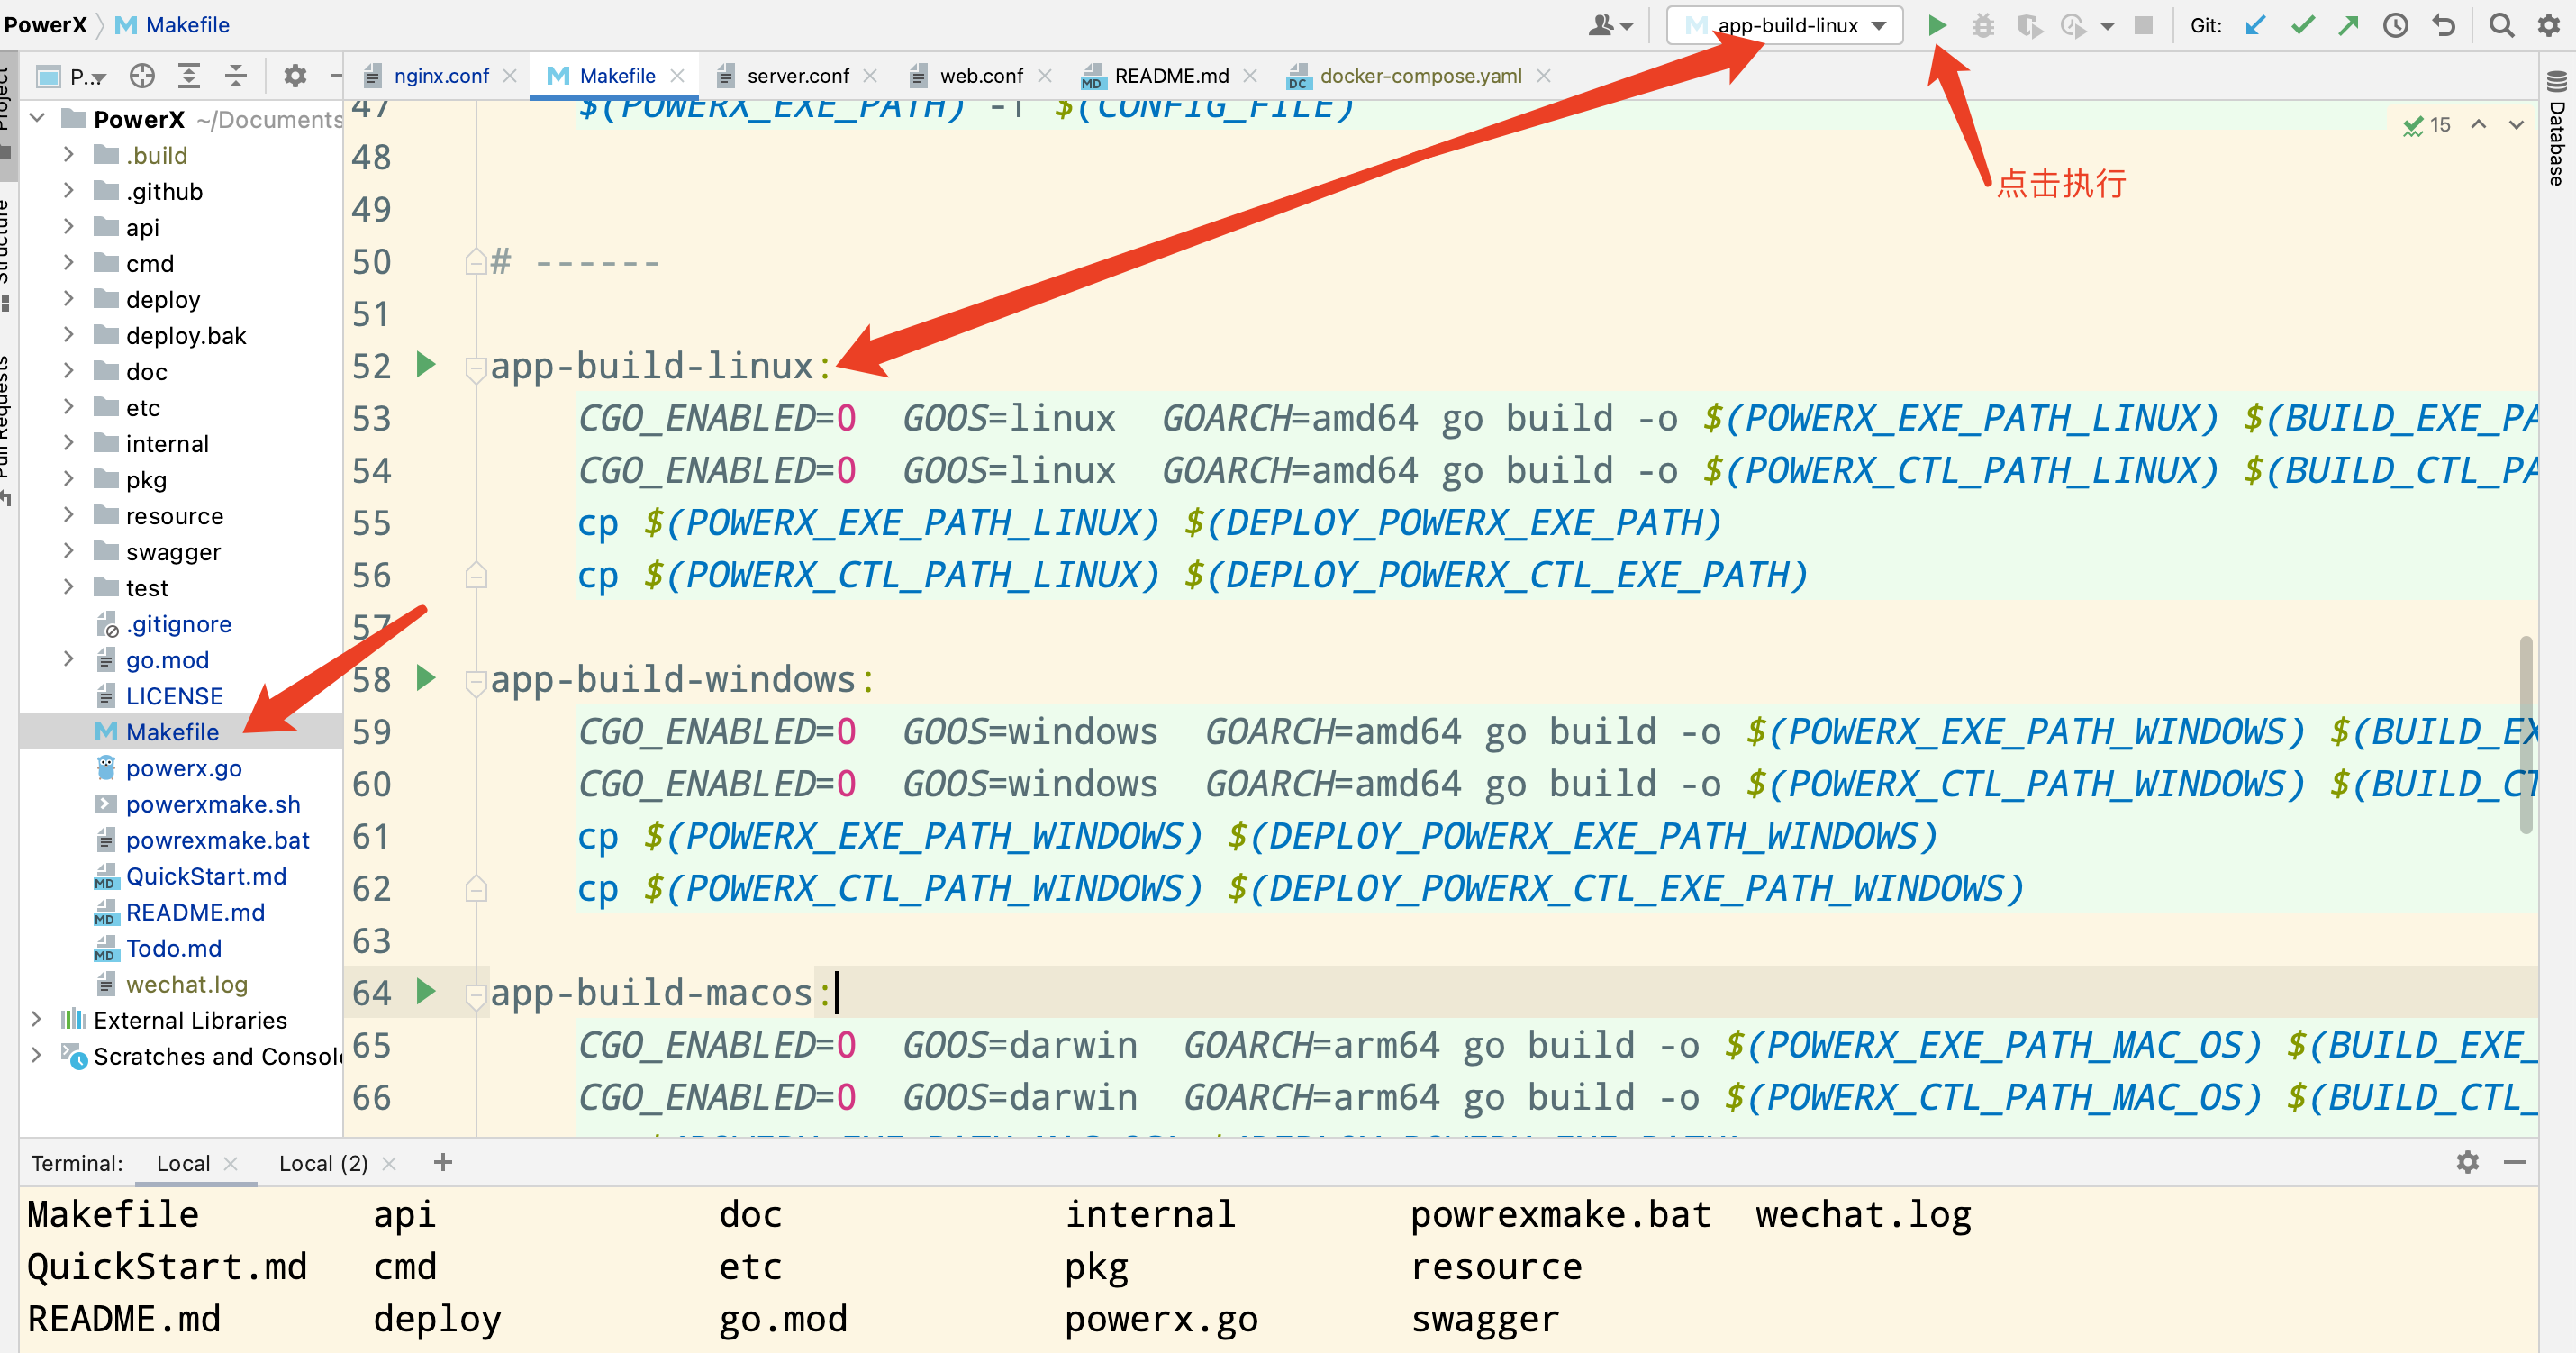 PowerX Makefile
app-build-linux
Git:
P...
nginx.conf
Makefile
server.conf
web.conf
README.md
docker-compose.yaml
Project
Structure
Pull Requests
Database
PowerX ~/Documents
.build
.github
api
cmd
deploy
deploy.bak
doc
etc
internal
pkg
resource
swagger
test
.gitignore
go.mod
LICENSE
Makefile
powerx.go
powerxmake.sh
powrexmake.bat
QuickStart.md
README.md
Todo.md
wechat.log
External Libraries
Scratches and Console
15
点击执行
47 $(POWERX_EXE_PATH) -f $(CONFIG_FILE)
48
49
50 # ------
51
52 app-build-linux:
53 CGO_ENABLED=0 GOOS=linux GOARCH=amd64 go build -o $(POWERX_EXE_PATH_LINUX) $(BUILD_EXE_PA
54 CGO_ENABLED=0 GOOS=linux GOARCH=amd64 go build -o $(POWERX_CTL_PATH_LINUX) $(BUILD_CTL_PA
55 cp $(POWERX_EXE_PATH_LINUX) $(DEPLOY_POWERX_EXE_PATH)
56 cp $(POWERX_CTL_PATH_LINUX) $(DEPLOY_POWERX_CTL_EXE_PATH)
57
58 app-build-windows:
59 CGO_ENABLED=0 GOOS=windows GOARCH=amd64 go build -o $(POWERX_EXE_PATH_WINDOWS) $(BUILD_EX
60 CGO_ENABLED=0 GOOS=windows GOARCH=amd64 go build -o $(POWERX_CTL_PATH_WINDOWS) $(BUILD_CT
61 cp $(POWERX_EXE_PATH_WINDOWS) $(DEPLOY_POWERX_EXE_PATH_WINDOWS)
62 cp $(POWERX_CTL_PATH_WINDOWS) $(DEPLOY_POWERX_CTL_EXE_PATH_WINDOWS)
63
64 app-build-macos:
65 CGO_ENABLED=0 GOOS=darwin GOARCH=arm64 go build -o $(POWERX_EXE_PATH_MAC_OS) $(BUILD_EXE_
66 CGO_ENABLED=0 GOOS=darwin GOARCH=arm64 go build -o $(POWERX_CTL_PATH_MAC_OS) $(BUILD_CTL_
Terminal: Local Local (2)
Makefile api doc internal powrexmake.bat wechat.log
QuickStart.md cmd etc pkg resource
README.md deploy go.mod powerx.go swagger